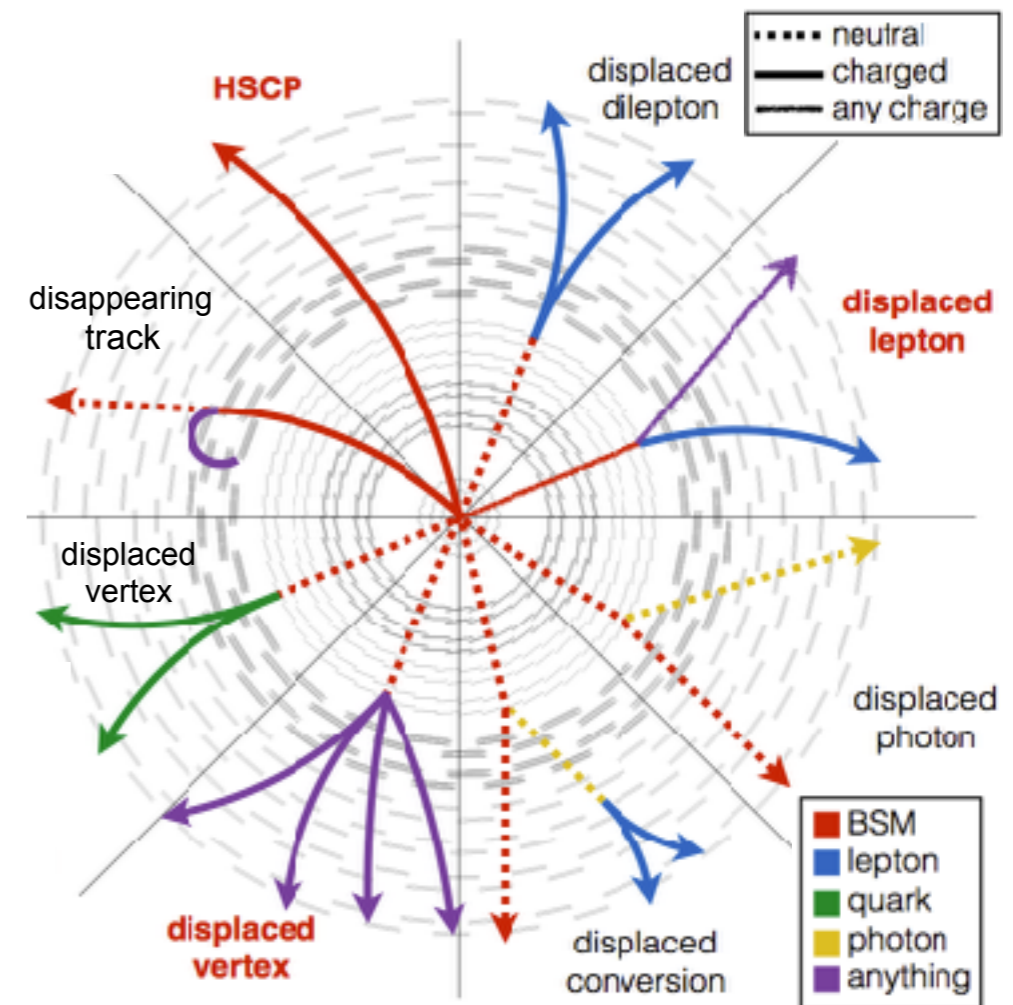 HSCP
displaced
dilepton
neutral
charged
any charge
disappearing
track
displaced
lepton
displaced
vertex
displaced
photon
displaced
vertex
displaced
conversion
BSM
lepton
quark
photon
anything